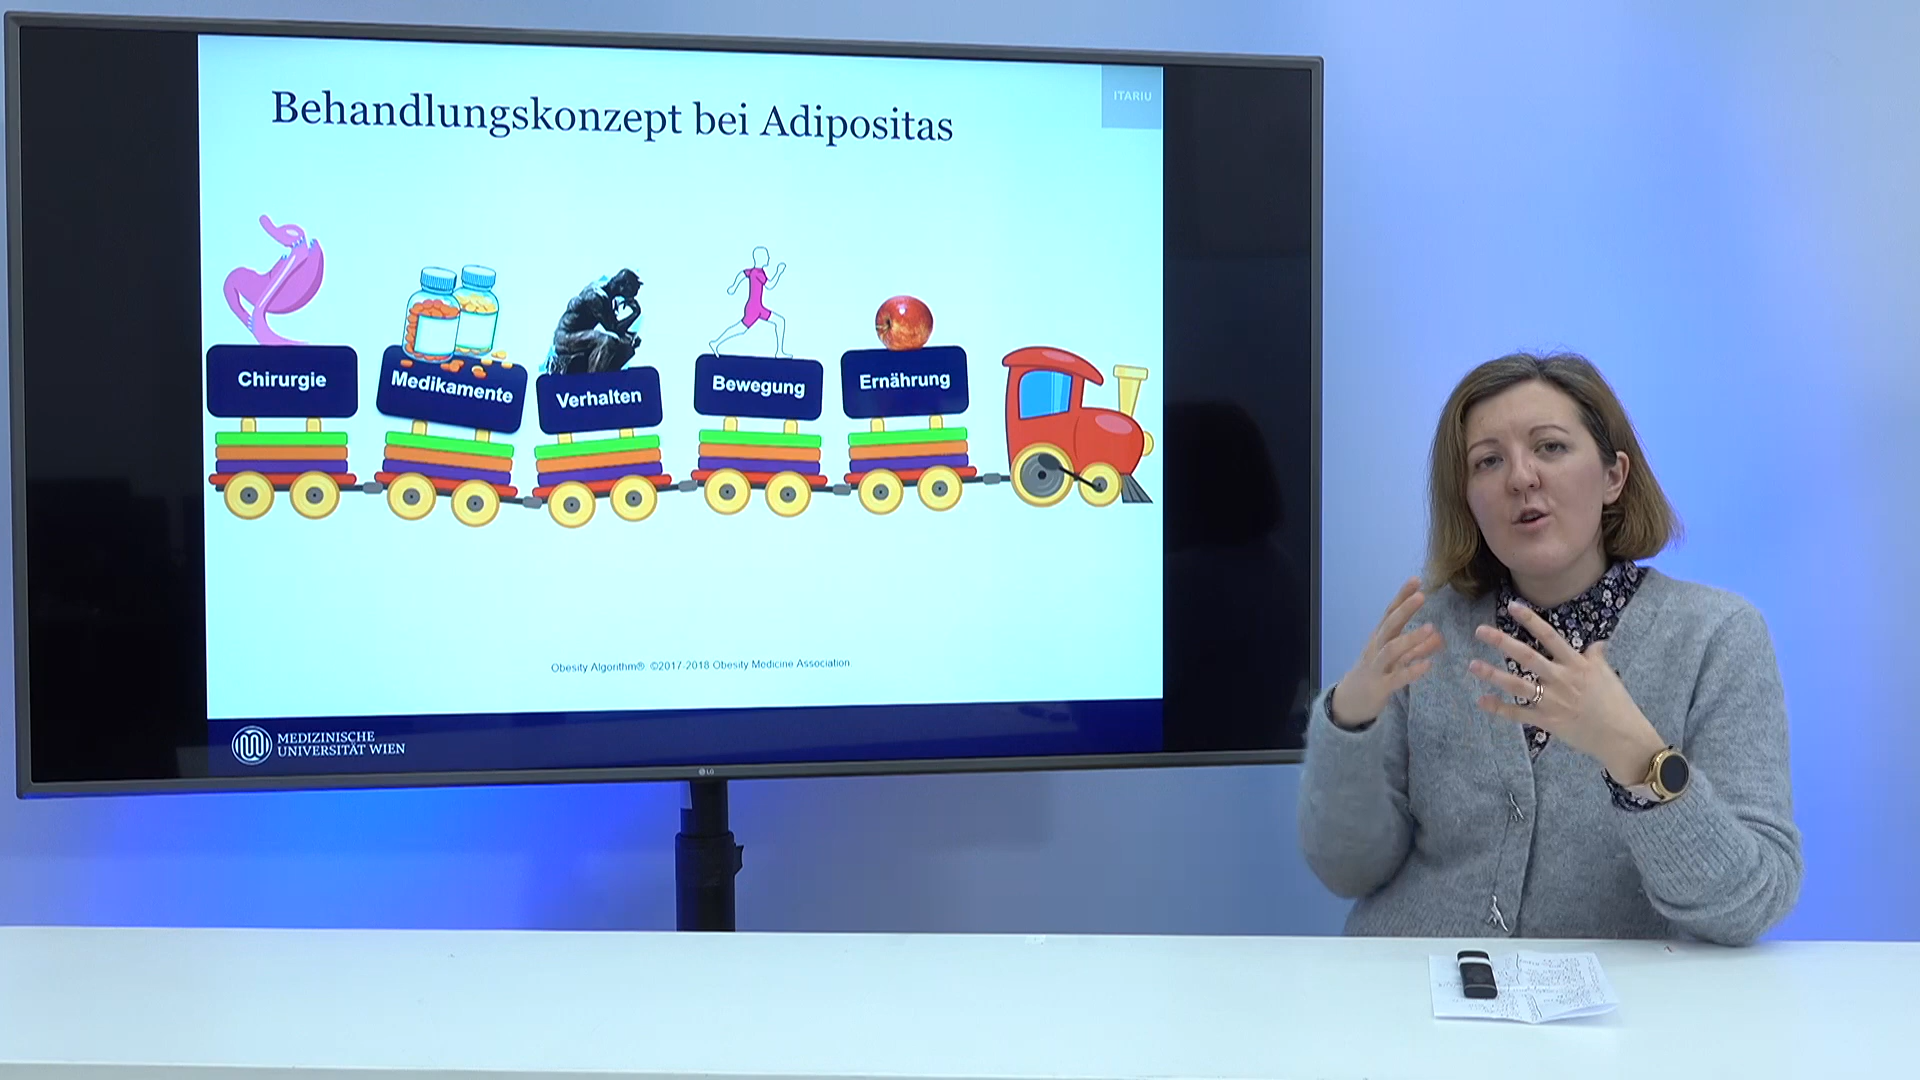 Behandlungskonzept bei Adipositas
ITARIU
Chirurgie
Medikamente
Verhalten
Bewegung
Ernährung
Obesity Algorithm®. ©2017-2018 Obesity Medicine Association
MEDIZINISCHE
UNIVERSITÄT WIEN
LG